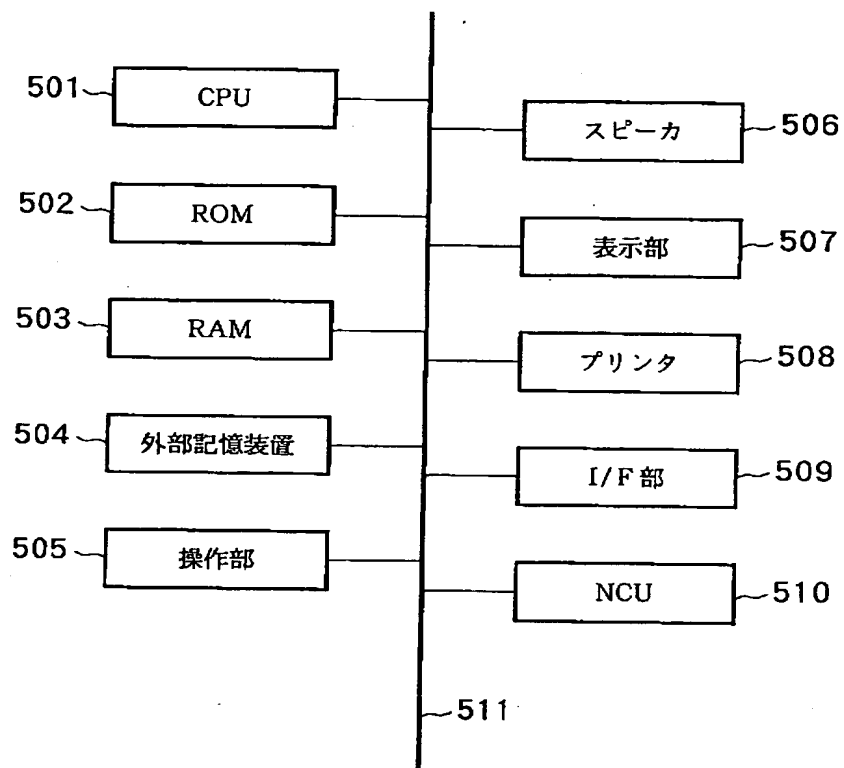 501 CPU
502 ROM
503 RAM
504 外部記憶装置
505 操作部
スピーカ 506
表示部 507
プリンタ 508
I/F部 509
NCU 510
511